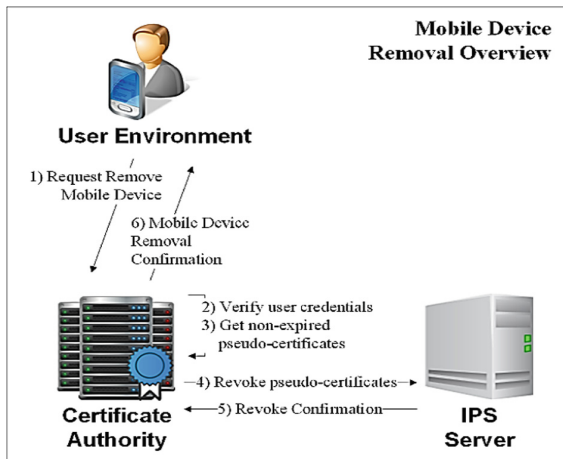 Mobile Device
Removal Overview
User Environment
1) Request Remove
Mobile Device
6) Mobile Device
Removal
Confirmation
2) Verify user credentials
3) Get non-expired
pseudo-certificates
4) Revoke pseudo-certificates
5) Revoke Confirmation
Certificate
Authority
IPS
Server